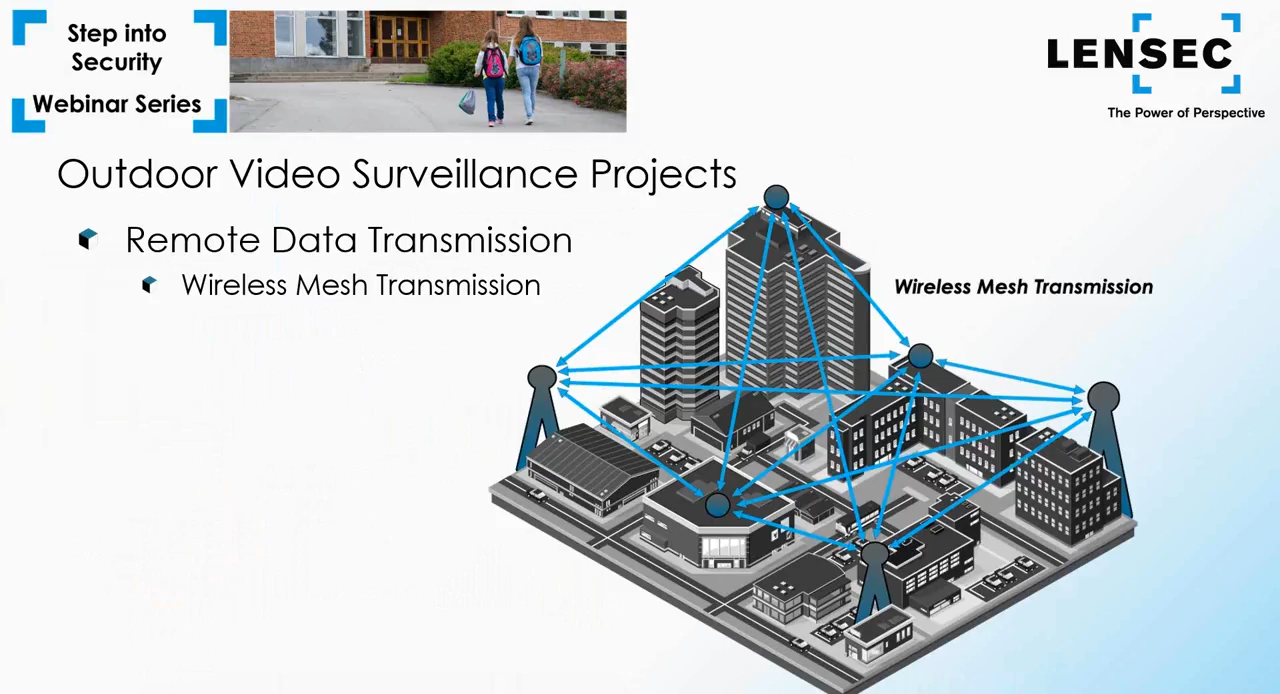 Step into
Security
Webinar Series
LENSEC
The Power of Perspective
Outdoor Video Surveillance Projects
Remote Data Transmission
Wireless Mesh Transmission
Wireless Mesh Transmission